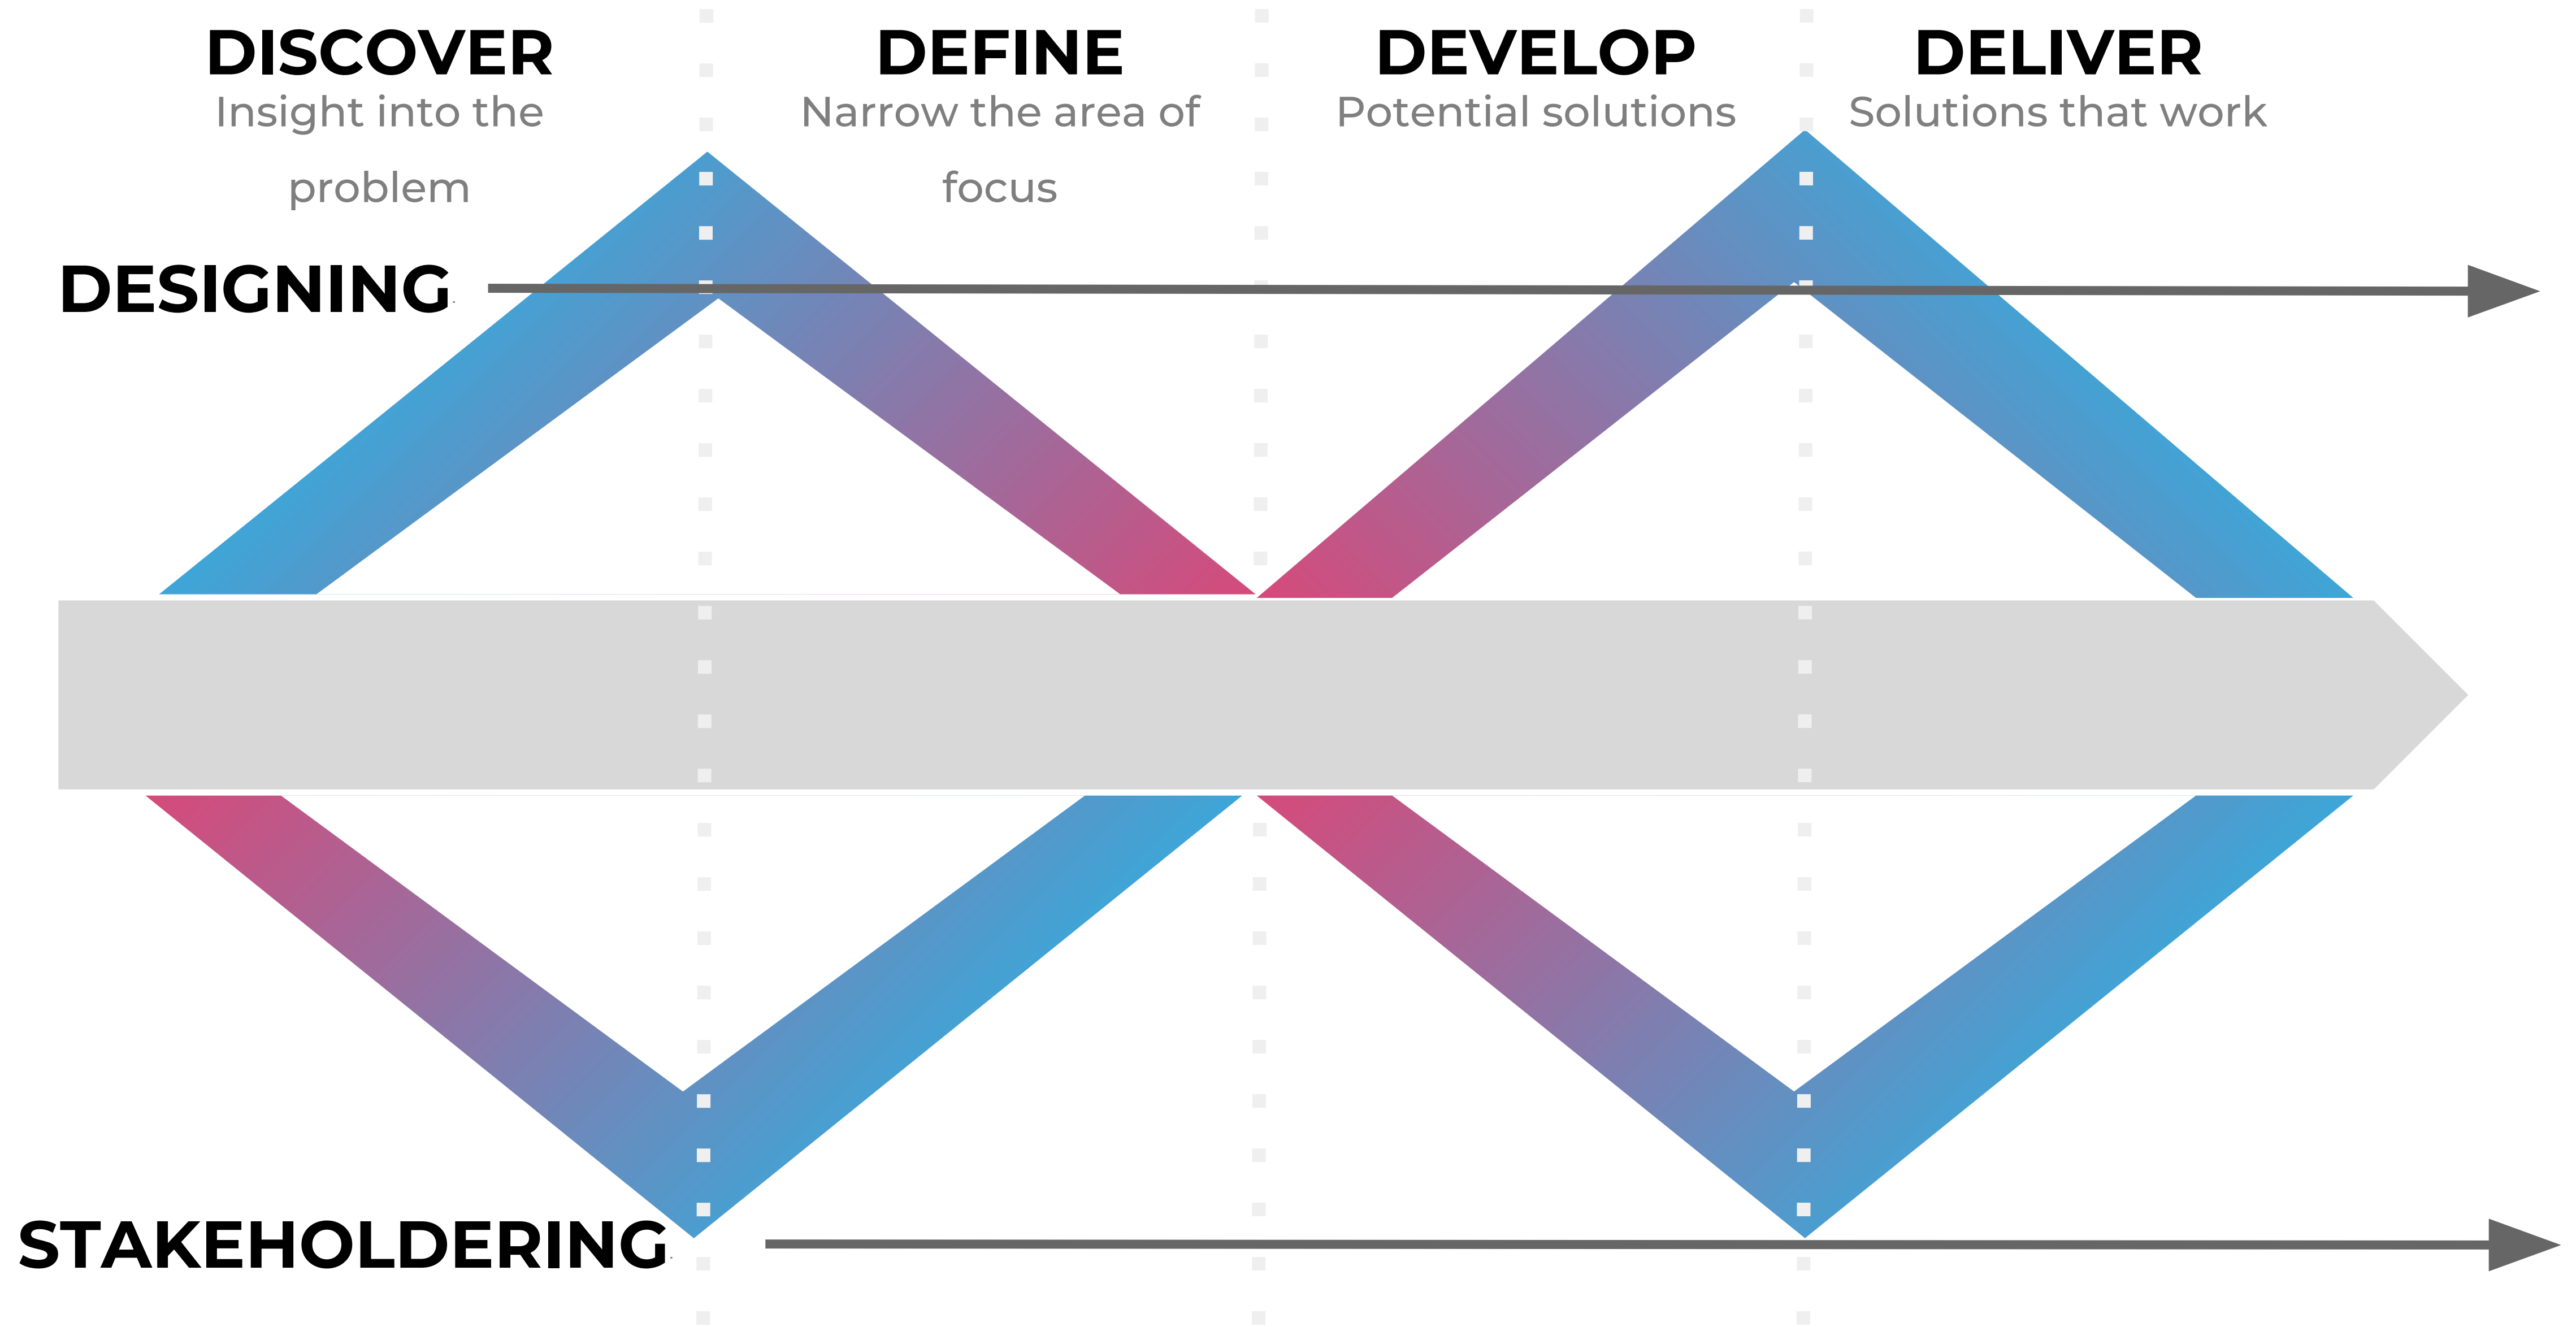 DISCOVER
Insight into the
problem
DEFINE
Narrow the area of
focus
DEVELOP
Potential solutions
DELIVER
Solutions that work
DESIGNING
STAKEHOLDERING